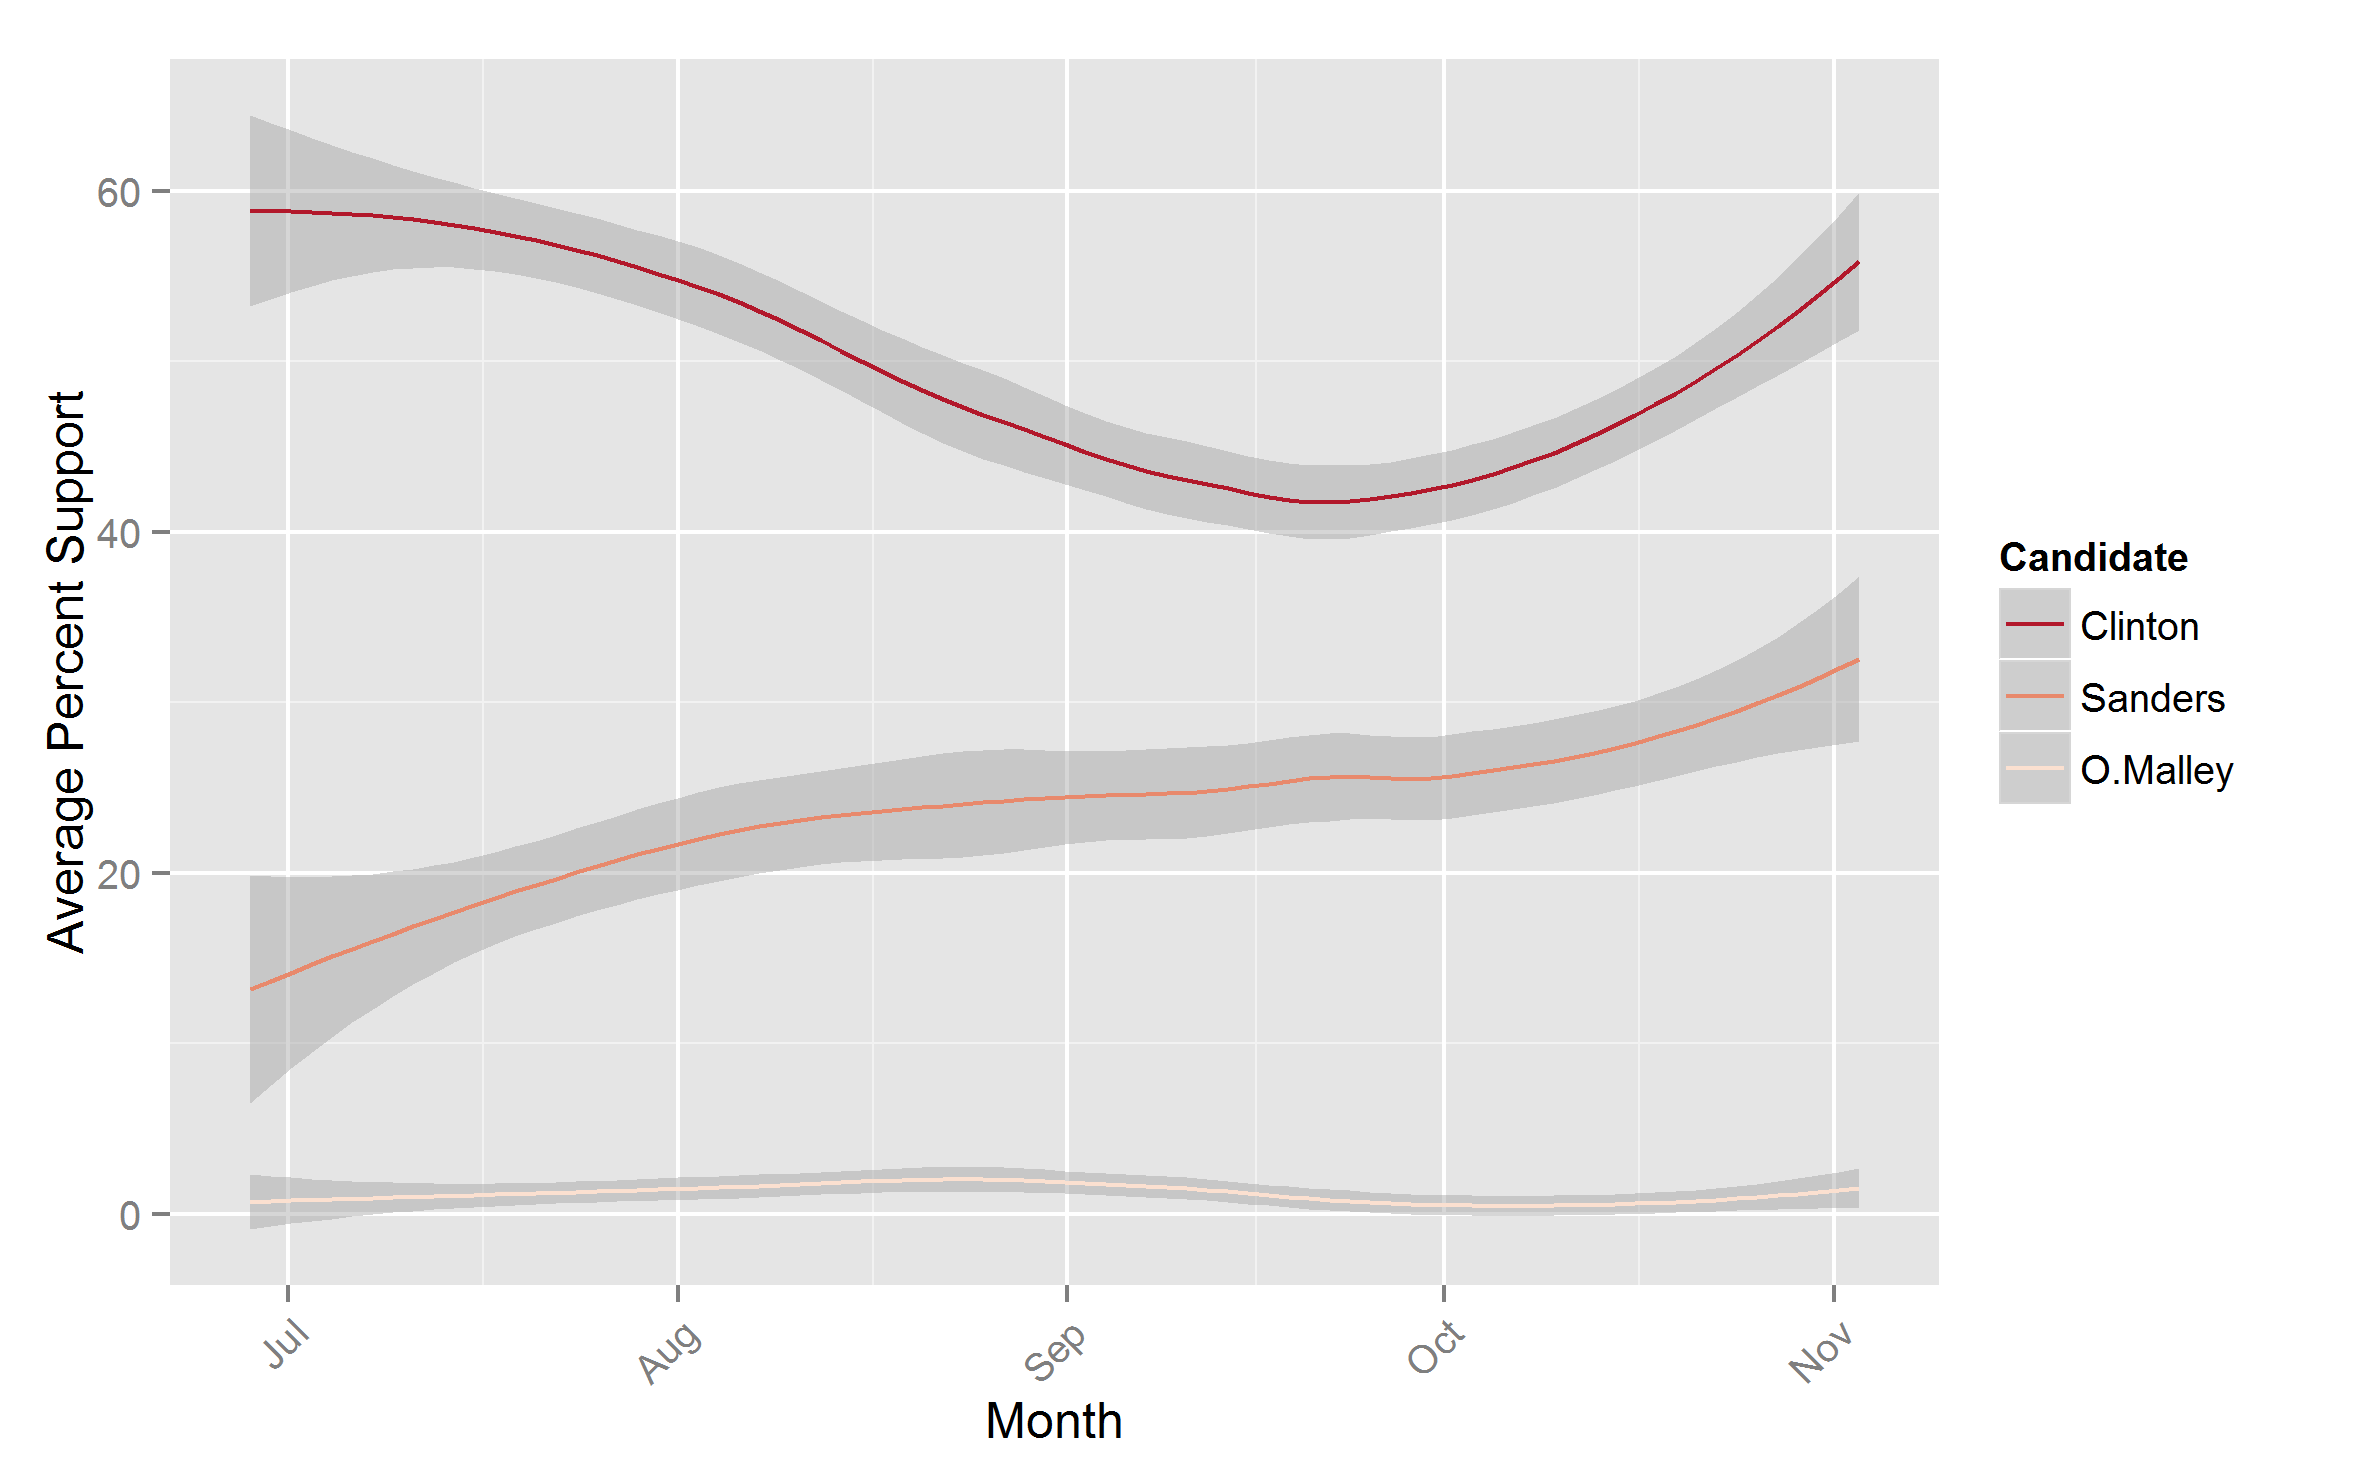 Average Percent Support
60
40
20
0
Jul
Aug
Sep
Oct
Nov
Month
Candidate
Clinton
Sanders
O.Malley